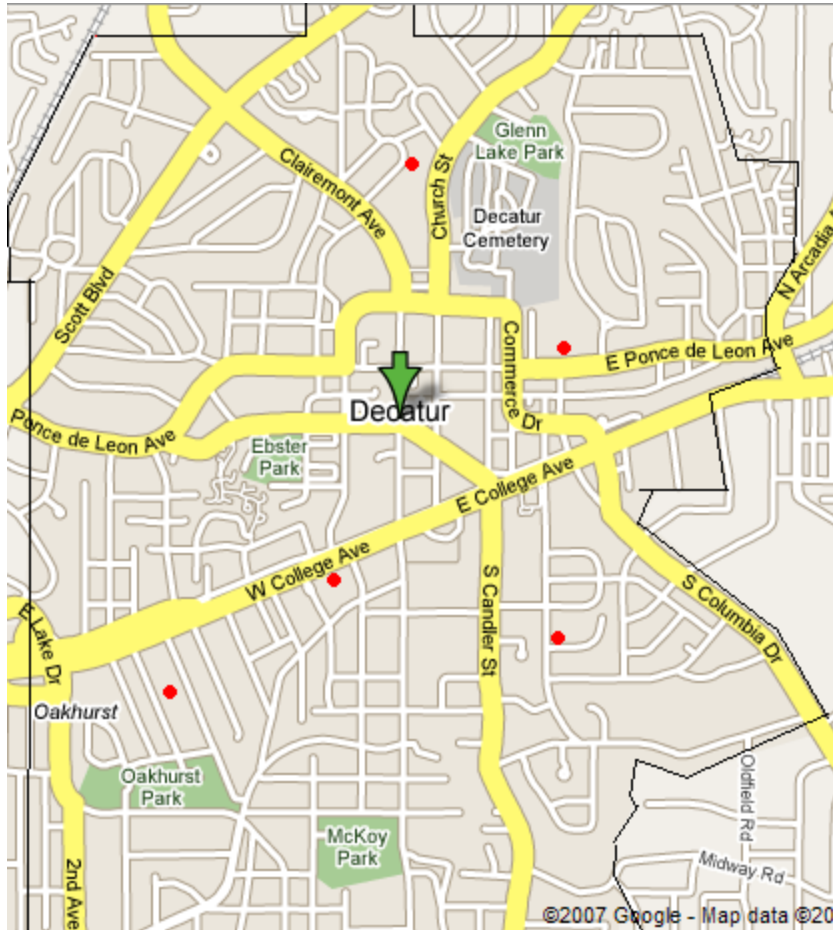 Glenn
Lake Park
Clairemont Ave
Church St
Decatur
Cemetery
N Arcadia
Scott Blvd
Commerce Dr
E Ponce de Leon Ave
Decatur
Ponce de Leon Ave
Ebster
Park
E College Ave
W College Ave
S Candler St
S Columbia Dr
E Lake Dr
Oakhurst
Oakhurst
Park
Oldfield Rd
McKoy
Park
Midway Rd
2nd Ave
©2007 Google - Map data ©20